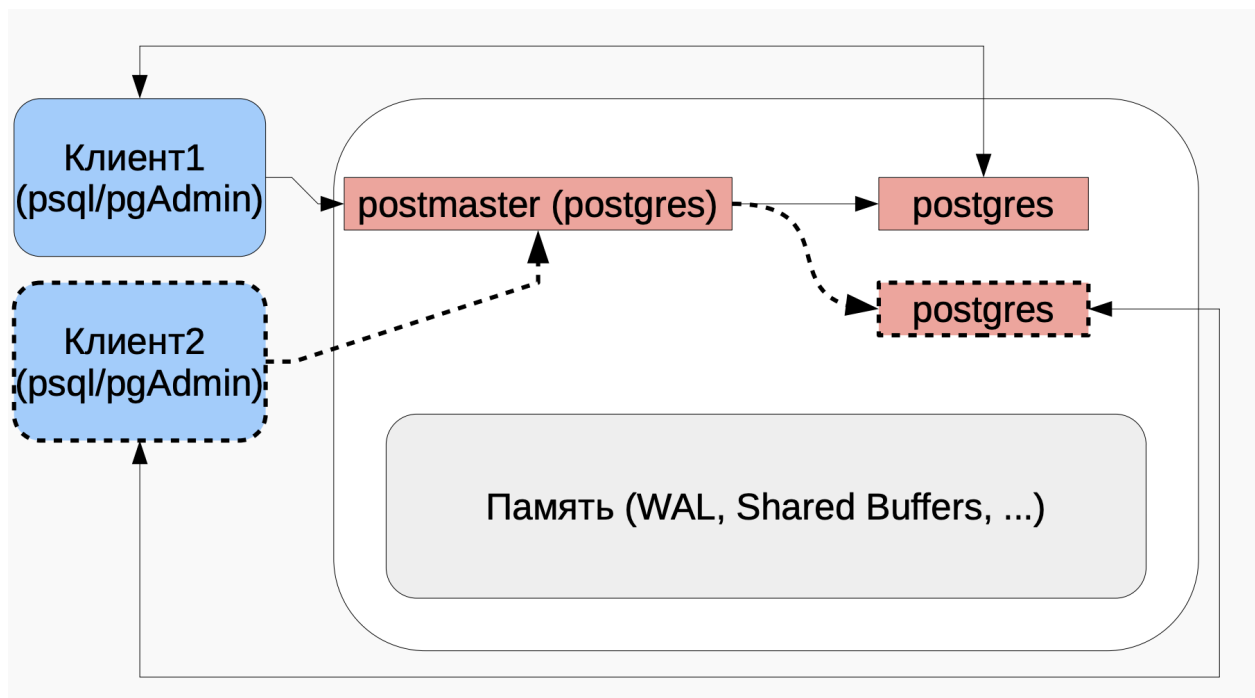 Клиент1
(psql/pgAdmin)
postmaster (postgres)
postgres
postgres
Клиент2
(psql/pgAdmin)
Память (WAL, Shared Buffers, ...)